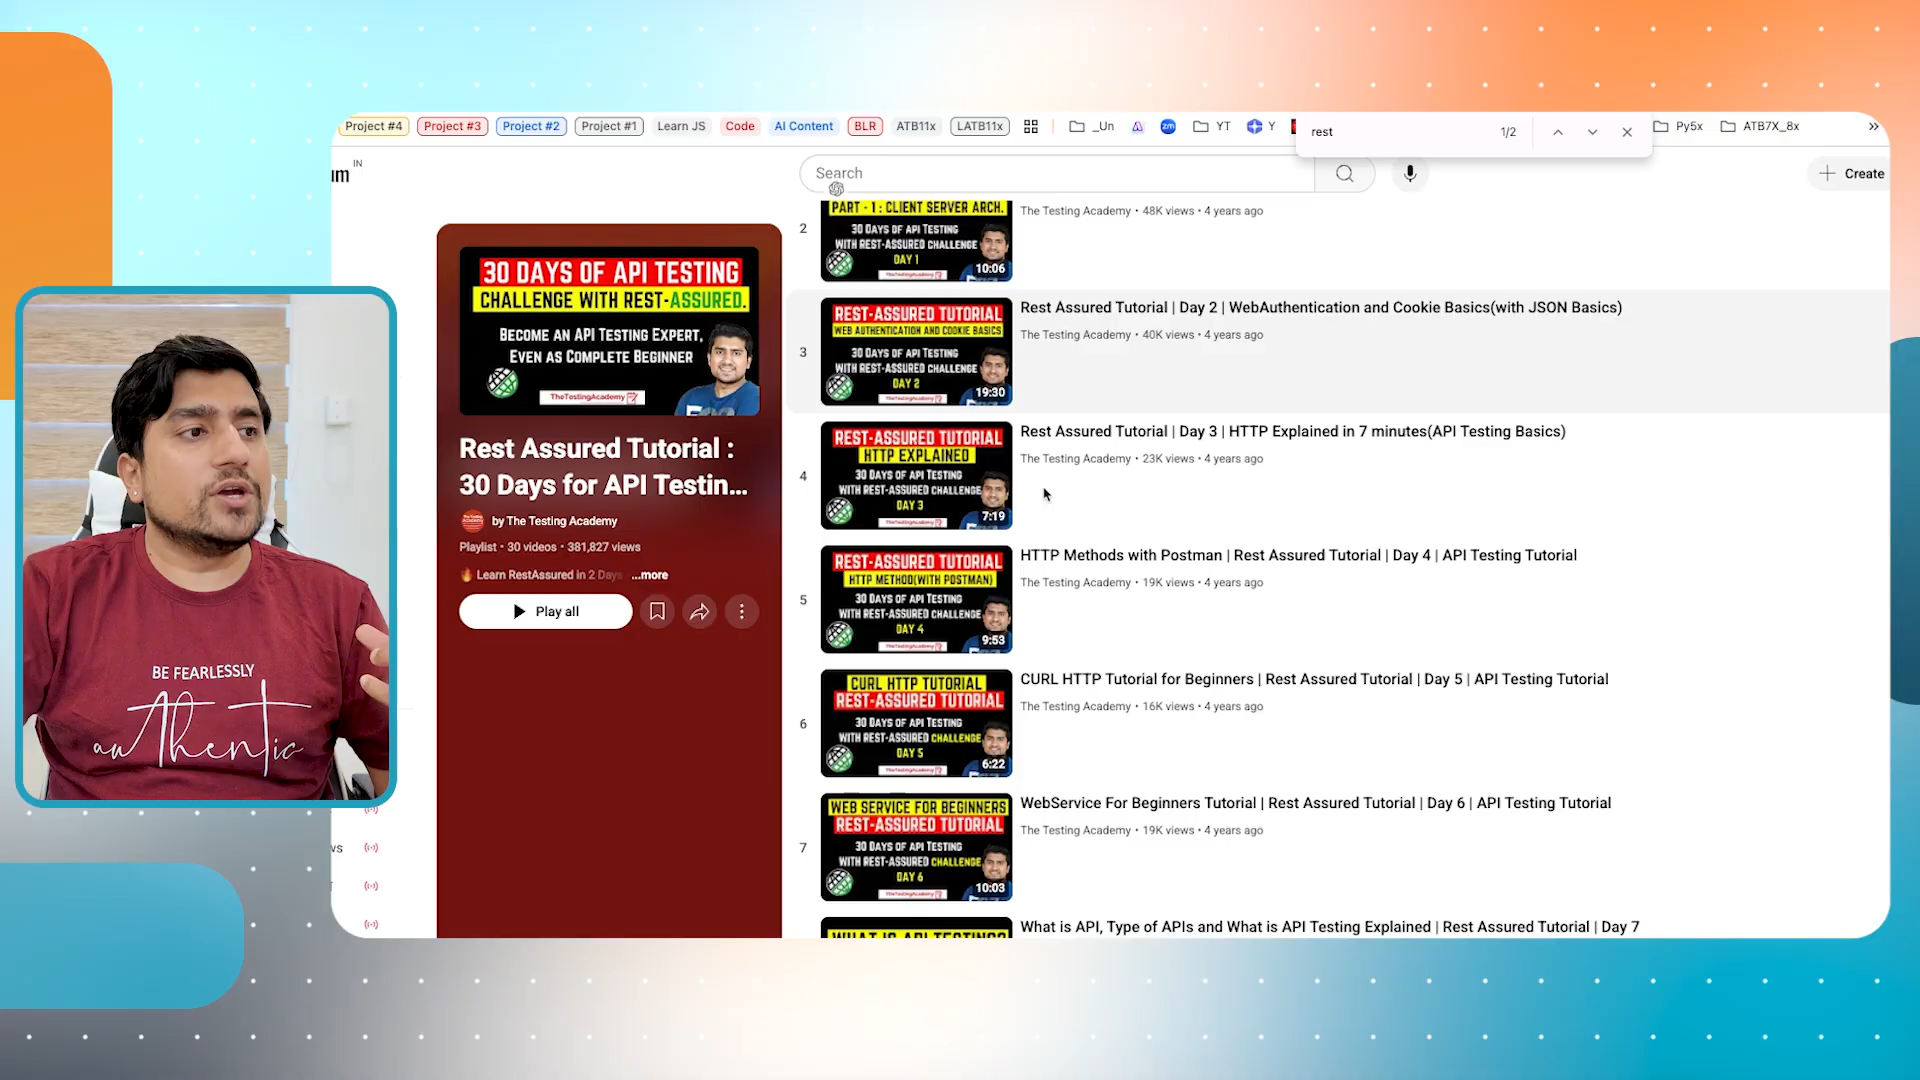 Project #4 Project #3 Project #2 Project #1 Learn JS Code AI Content BLR ATB11x LATB11x _Un zm YT Y Py5x ATB7X_8x »
rest 1/2
um IN
Search
Create
30 DAYS OF API TESTING
CHALLENGE WITH REST-ASSURED.
BECOME AN API TESTING EXPERT,
EVEN AS COMPLETE BEGINNER
TheTestingAcademy
Rest Assured Tutorial :
30 Days for API Testin...
by The Testing Academy
Playlist • 30 videos • 381,827 views
🔥 Learn RestAssured in 2 Days ...more
Play all
2
PART - 1 : CLIENT SERVER ARCH.
30 DAYS OF API TESTING
WITH REST-ASSURED CHALLENGE
DAY 1
10:06
The Testing Academy • 48K views • 4 years ago
3
REST-ASSURED TUTORIAL
WEB AUTHENTICATION AND COOKIE BASICS
30 DAYS OF API TESTING
WITH REST-ASSURED CHALLENGE
DAY 2
19:30
Rest Assured Tutorial | Day 2 | WebAuthentication and Cookie Basics(with JSON Basics)
The Testing Academy • 40K views • 4 years ago
4
REST-ASSURED TUTORIAL
HTTP EXPLAINED
30 DAYS OF API TESTING
WITH REST-ASSURED CHALLENGE
DAY 3
7:19
Rest Assured Tutorial | Day 3 | HTTP Explained in 7 minutes(API Testing Basics)
The Testing Academy • 23K views • 4 years ago
5
REST-ASSURED TUTORIAL
HTTP METHOD(WITH POSTMAN)
30 DAYS OF API TESTING
WITH REST-ASSURED CHALLENGE
DAY 4
9:53
HTTP Methods with Postman | Rest Assured Tutorial | Day 4 | API Testing Tutorial
The Testing Academy • 19K views • 4 years ago
6
CURL HTTP TUTORIAL
REST-ASSURED TUTORIAL
30 DAYS OF API TESTING
WITH REST-ASSURED CHALLENGE
DAY 5
6:22
CURL HTTP Tutorial for Beginners | Rest Assured Tutorial | Day 5 | API Testing Tutorial
The Testing Academy • 16K views • 4 years ago
7
WEB SERVICE FOR BEGINNERS
REST-ASSURED TUTORIAL
30 DAYS OF API TESTING
WITH REST-ASSURED CHALLENGE
DAY 6
10:03
WebService For Beginners Tutorial | Rest Assured Tutorial | Day 6 | API Testing Tutorial
The Testing Academy • 19K views • 4 years ago
WHAT IS API TESTING?
What is API, Type of APIs and What is API Testing Explained | Rest Assured Tutorial | Day 7
BE FEARLESSLY
authentic
ws